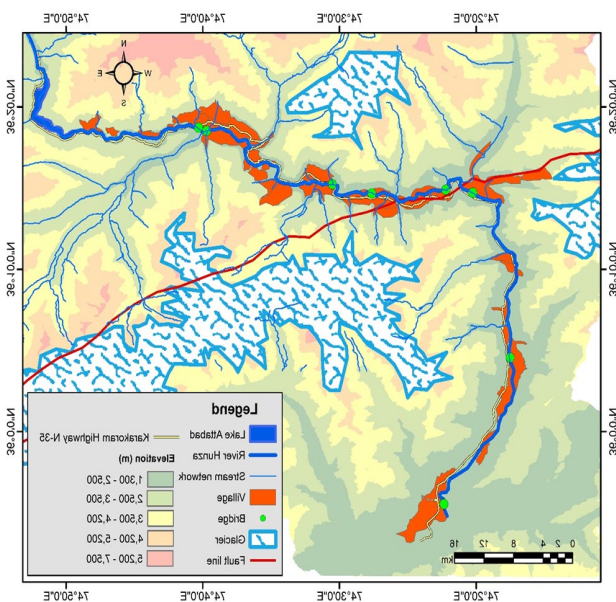 74°20'0"E 74°30'0"E 74°40'0"E 74°50'0"E
N
W E
S
36°20'0"N 36°20'0"N
36°10'0"N 36°10'0"N
36°0'0"N 36°0'0"N
Legend
Lake Attabad
River Hunza
Stream network
Village
Bridge
Glacier
Fault line
Karakoram Highway N-35
Elevation (m)
1,300 - 2,500
2,500 - 3,500
3,500 - 4,200
4,200 - 5,200
5,200 - 7,500
0 2 4 8 12 16
km
74°20'0"E 74°30'0"E 74°40'0"E 74°50'0"E